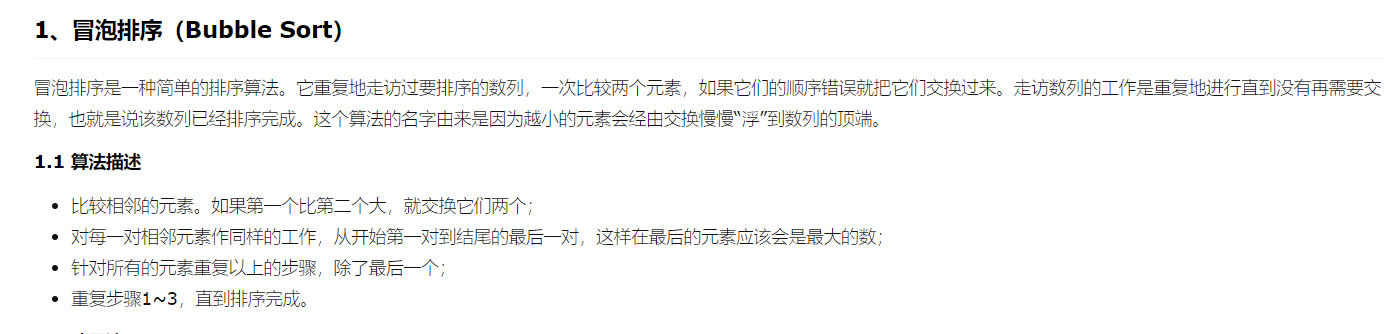 1、冒泡排序（Bubble Sort）
冒泡排序是一种简单的排序算法。它重复地走访过要排序的数列，一次比较两个元素，如果它们的顺序错误就把它们交换过来。走访数列的工作是重复地进行直到没有再需要交
换，也就是说该数列已经排序完成。这个算法的名字由来是因为越小的元素会经由交换慢慢“浮”到数列的顶端。
1.1 算法描述
比较相邻的元素。如果第一个比第二个大，就交换它们两个；
对每一对相邻元素作同样的工作，从开始第一对到结尾的最后一对，这样在最后的元素应该会是最大的数；
针对所有的元素重复以上的步骤，除了最后一个；
重复步骤1~3，直到排序完成。